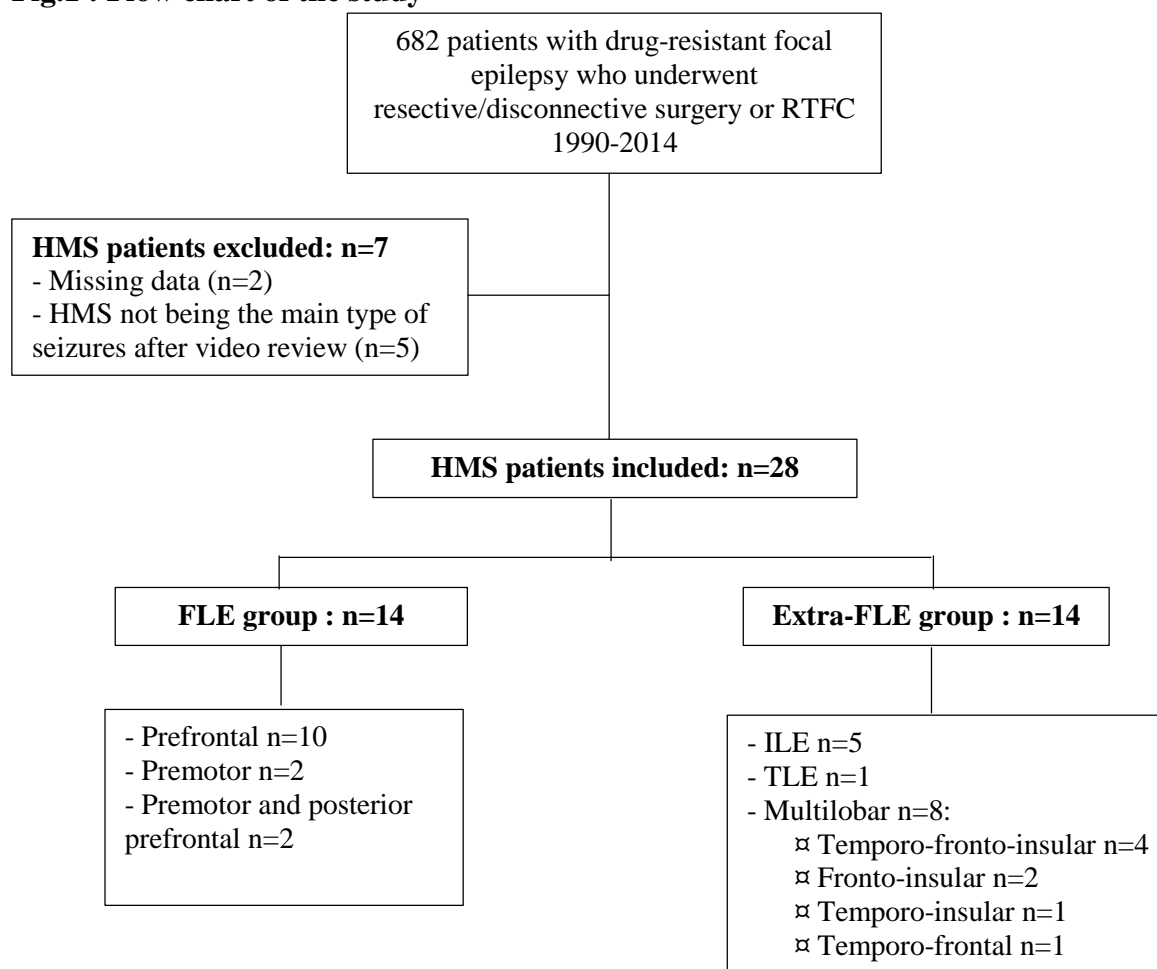 682 patients with drug-resistant focal
epilepsy who underwent
resective/disconnective surgery or RTFC
1990-2014
HMS patients excluded: n=7
- Missing data (n=2)
- HMS not being the main type of
seizures after video review (n=5)
HMS patients included: n=28
FLE group : n=14
Extra-FLE group : n=14
- Prefrontal n=10
- Premotor n=2
- Premotor and posterior
prefrontal n=2
- ILE n=5
- TLE n=1
- Multilobar n=8:
¤ Temporo-fronto-insular n=4
¤ Fronto-insular n=2
¤ Temporo-insular n=1
¤ Temporo-frontal n=1